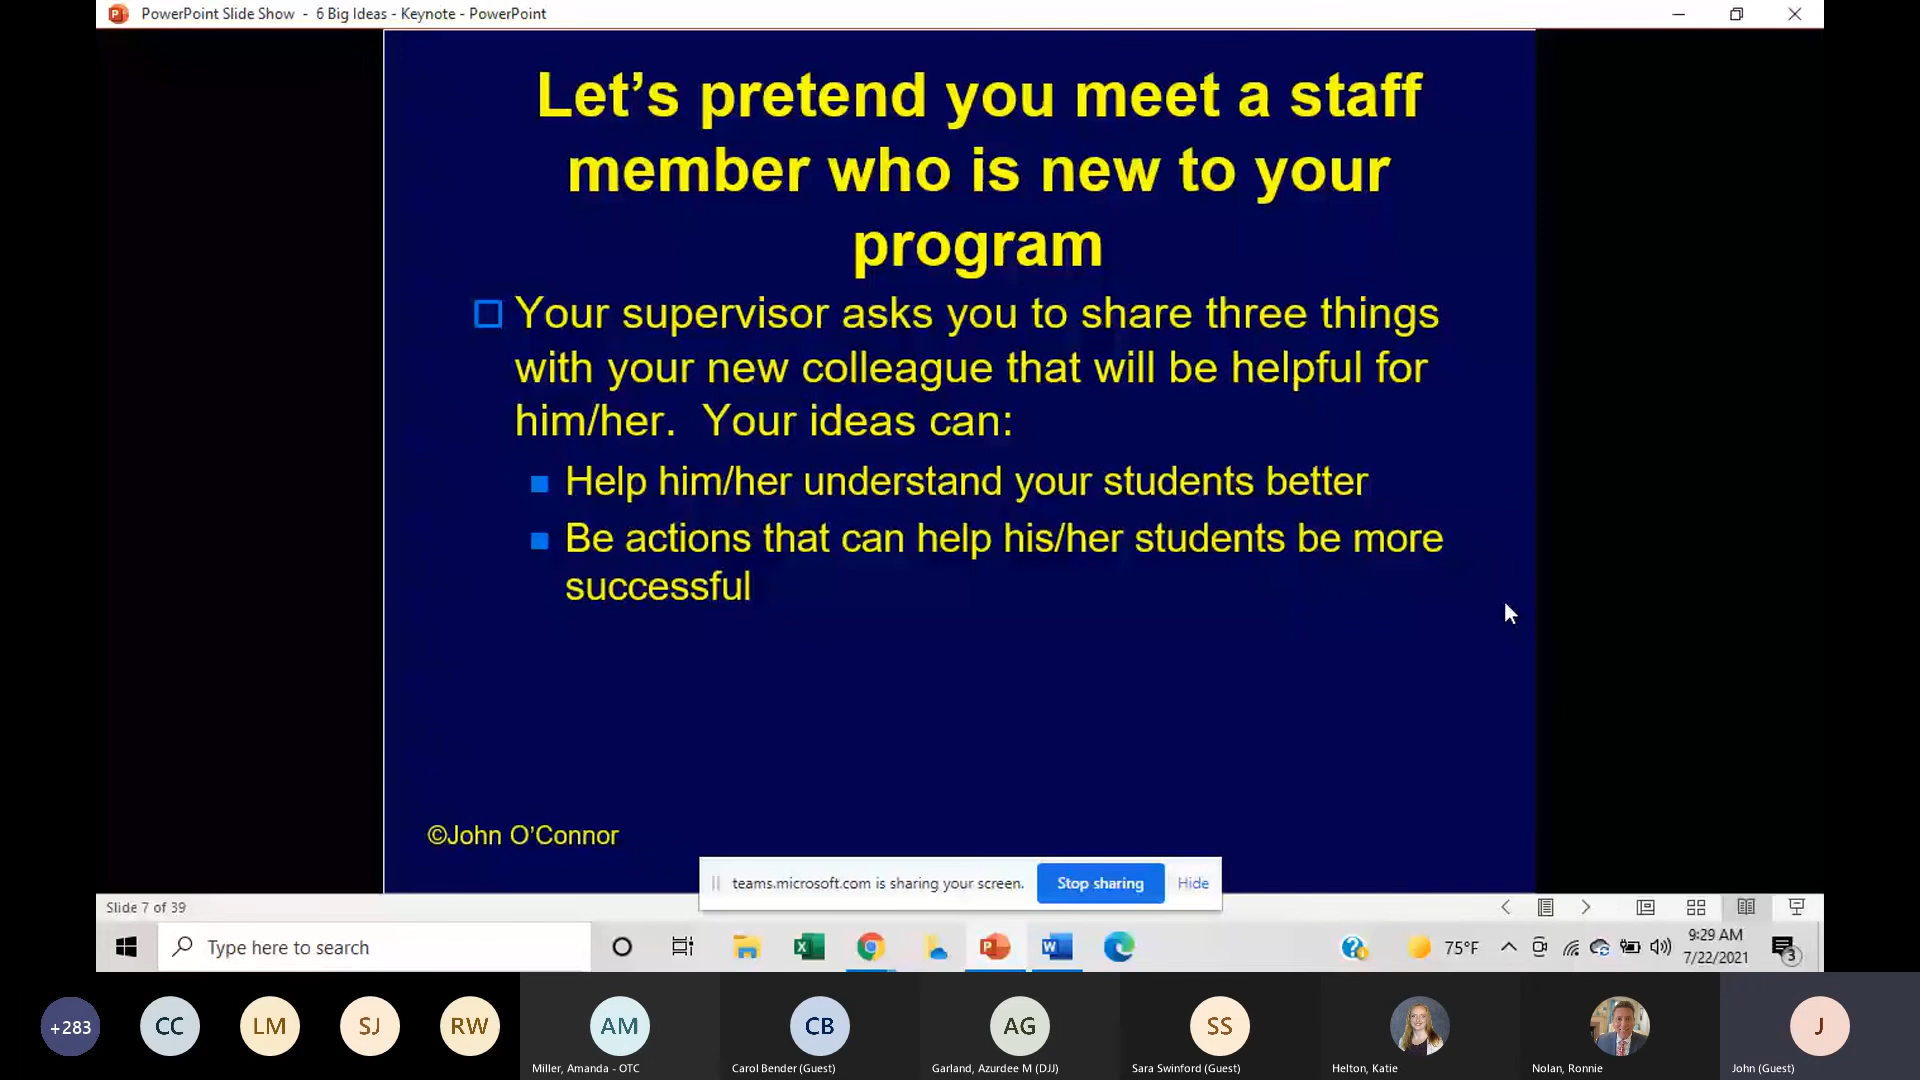 PowerPoint Slide Show - 6 Big Ideas - Keynote - PowerPoint
Let’s pretend you meet a staff
member who is new to your
program
Your supervisor asks you to share three things
with your new colleague that will be helpful for
him/her. Your ideas can:
Help him/her understand your students better
Be actions that can help his/her students be more
successful
©John O’Connor
teams.microsoft.com is sharing your screen.
Stop sharing
Hide
Slide 7 of 39
Type here to search
75°F
9:29 AM
7/22/2021
3
+283
CC
LM
SJ
RW
AM
CB
AG
SS
J
Miller, Amanda - OTC
Carol Bender (Guest)
Garland, Azurdee M (DJJ)
Sara Swinford (Guest)
Helton, Katie
Nolan, Ronnie
John (Guest)